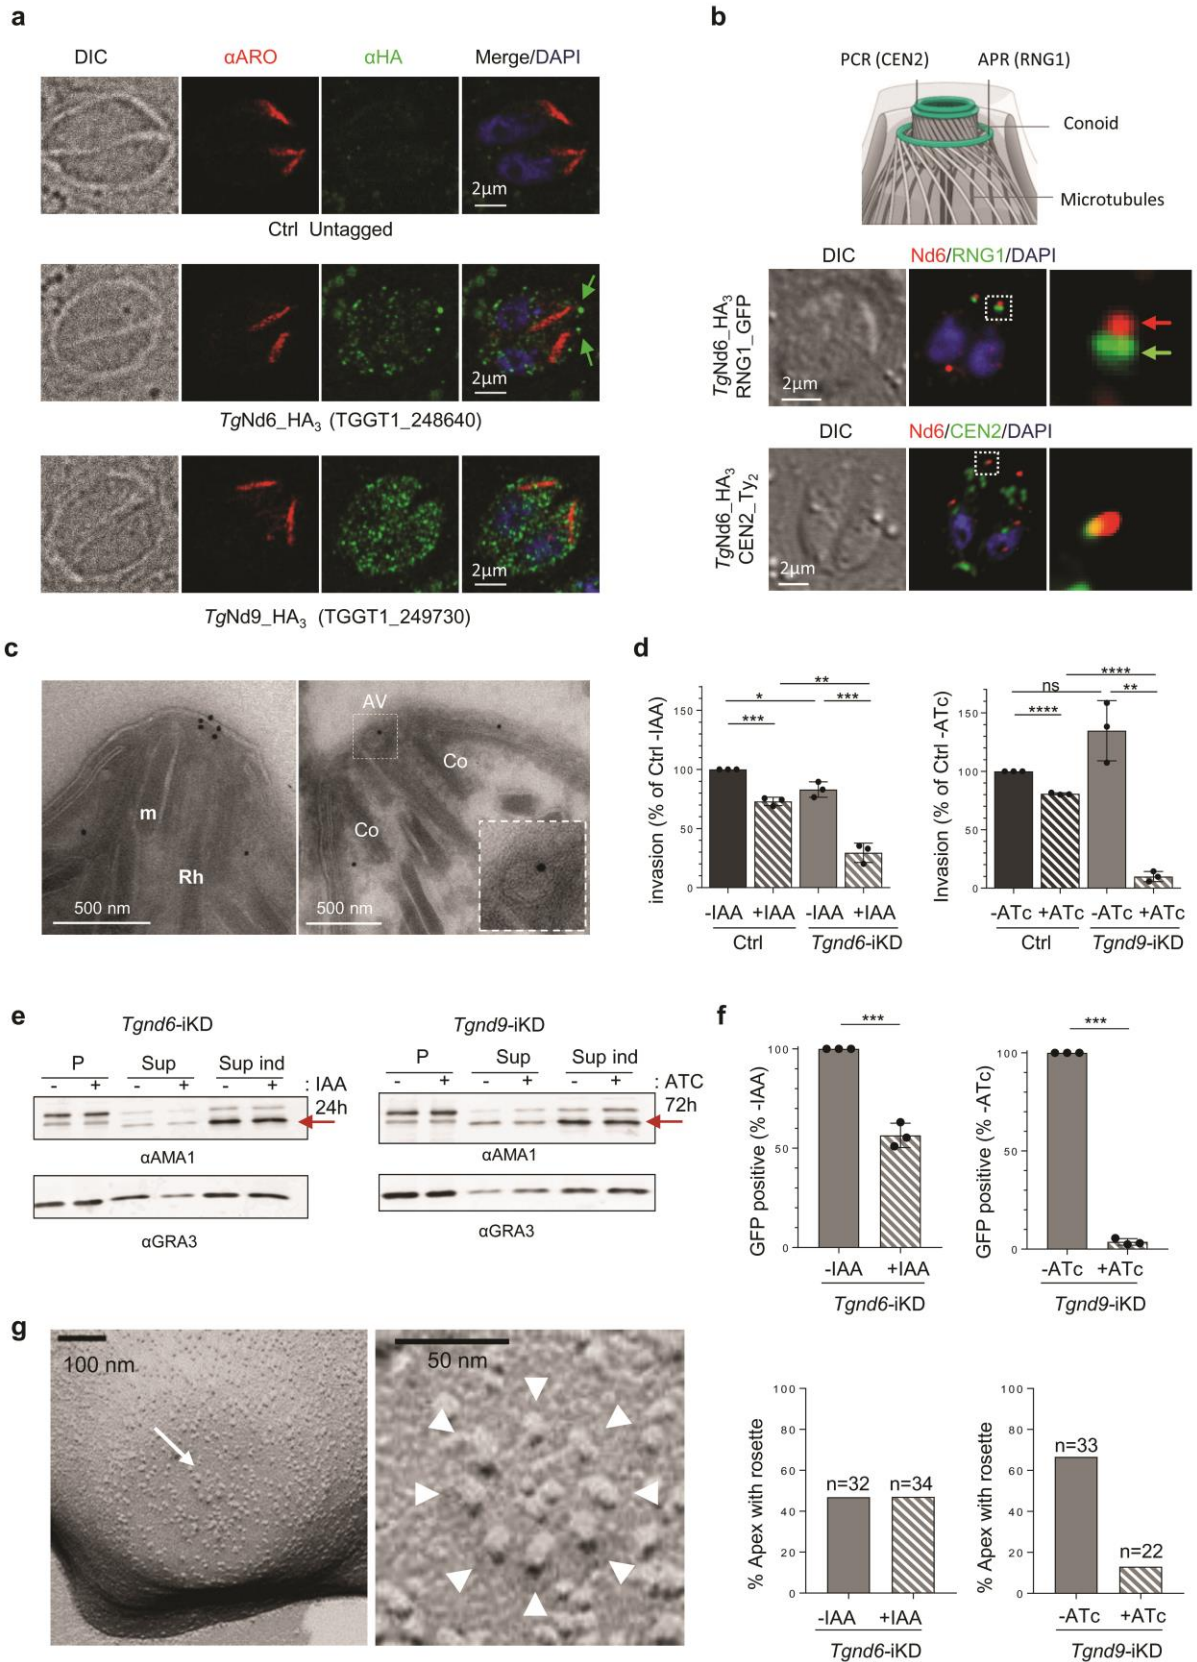 a
DIC αARO αHA Merge/DAPI
2µm
Ctrl Untagged
2µm
TgNd6_HA3 (TGGT1_248640)
2µm
TgNd9_HA3 (TGGT1_249730)
b
PCR (CEN2) APR (RNG1)
Conoid
Microtubules
DIC Nd6/RNG1/DAPI
TgNd6_HA3
RNG1_GFP
2µm
DIC Nd6/CEN2/DAPI
TgNd6_HA3
CEN2_Ty2
2µm
c
m
Rh
500 nm
AV
Co
Co
500 nm
d
invasion (% of Ctrl -IAA)
150
100
50
0
** 
* ***
***
-IAA +IAA -IAA +IAA
Ctrl Tgnd6-iKD
Invasion (% of Ctrl -ATc)
150
100
50
0
****
ns **
****
-ATc +ATc -ATc +ATc
Ctrl Tgnd9-iKD
e
Tgnd6-iKD
P Sup Sup ind
- + - + - + : IAA
24h
αAMA1
αGRA3
Tgnd9-iKD
P Sup Sup ind
- + - + - + : ATC
72h
αAMA1
αGRA3
f
GFP positive (% -IAA)
100
50
0
***
-IAA +IAA
Tgnd6-iKD
GFP positive (% -ATc)
100
50
0
***
-ATc +ATc
Tgnd9-iKD
g
100 nm
50 nm
% Apex with rosette
100
80
60
40
20
0
n=32 n=34
-IAA +IAA
Tgnd6-iKD
% Apex with rosette
100
80
60
40
20
0
n=33
n=22
-ATc +ATc
Tgnd9-iKD